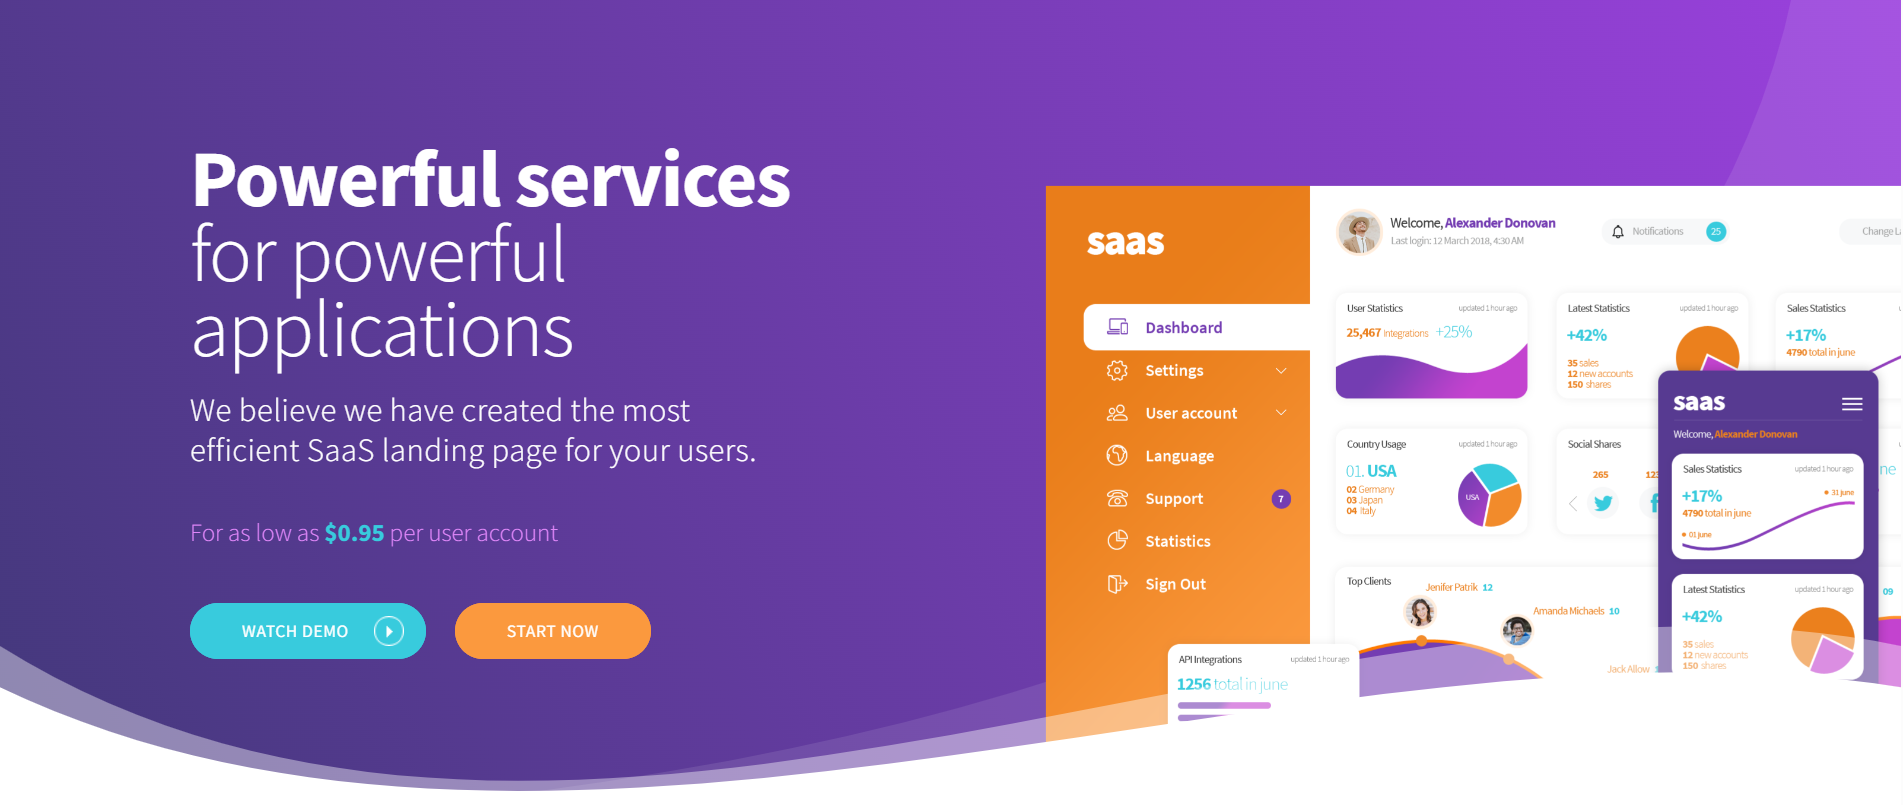 Powerful services
for powerful
applications
We believe we have created the most
efficient SaaS landing page for your users.
For as low as $0.95 per user account
WATCH DEMO
START NOW
saas
Dashboard
Settings
User account
Language
Support
7
Statistics
Sign Out
Welcome, Alexander Donovan
Last login: 12 March 2018, 4:30 AM
Notifications
25
Change
User Statistics
updated 1 hour ago
25,467 Integrations +25%
Latest Statistics
updated 1 hour ago
+42%
35 sales
12 new accounts
150 shares
Sales Statistics
+17%
4790 total in june
Country Usage
updated 1 hour ago
01. USA
02 Germany
03 Japan
04 Italy
USA
Social Shares
265
Top Clients
Jenifer Patrik 12
Amanda Michaels 10
Jack Allow
09
API Integrations
updated 1 hour ago
1256 total in june
saas
Welcome, Alexander Donovan
Sales Statistics
updated 1 hour ago
+17%
4790 total in june
31 june
01 june
Latest Statistics
updated 1 hour ago
+42%
35 sales
12 new accounts
150 shares